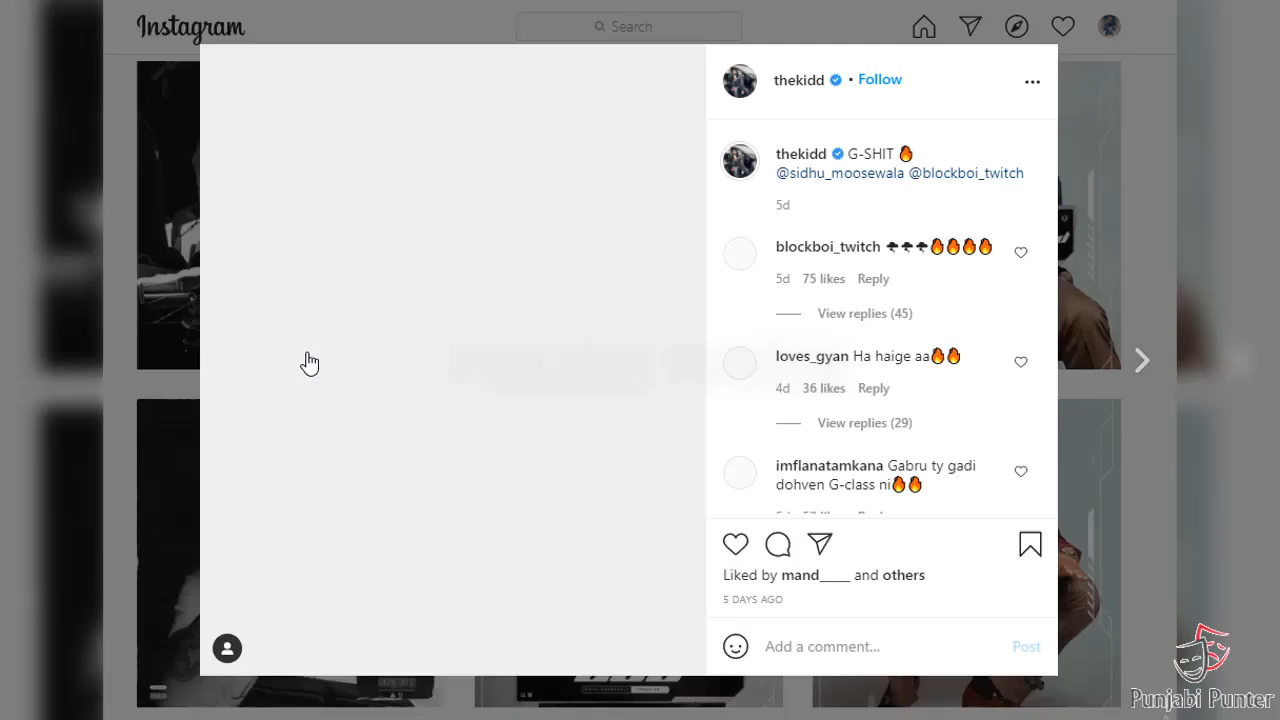 Instagram
Search
thekidd • Follow
thekidd G-SHIT 🔥
@sidhu_moosewala @blockboi_twitch
5d
blockboi_twitch 🌩🌩🌩🔥🔥🔥🔥
5d 75 likes Reply
View replies (45)
loves_gyan Ha haige aa🔥🔥
4d 36 likes Reply
View replies (29)
imflanatamkana Gabru ty gadi
dohven G-class ni🔥🔥
Liked by mand_____ and others
5 DAYS AGO
Add a comment... Post
Punjabi Punter